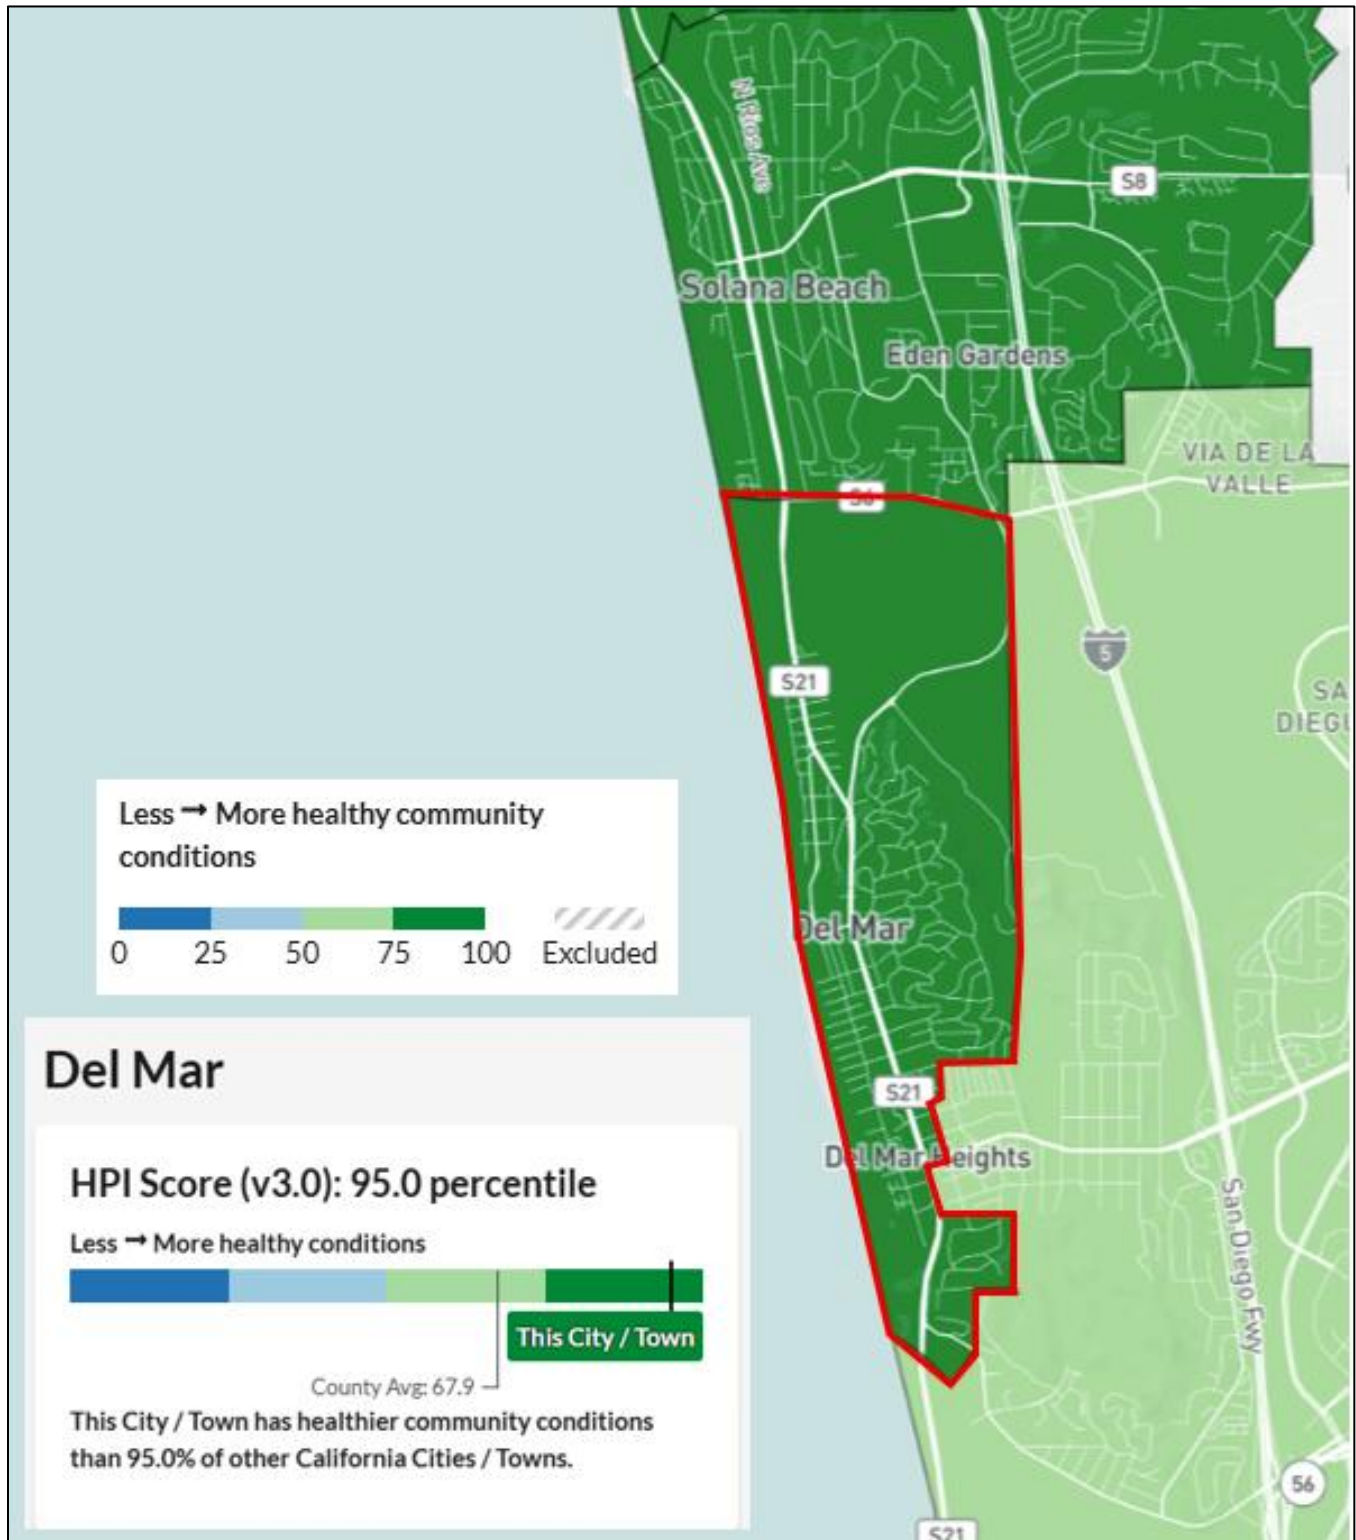 N Rios Ave
S8
Solana Beach
Eden Gardens
VIA DE LA
VALLE
S6
5
S21
SA
DIEGU
Less → More healthy community
conditions
0 25 50 75 100 Excluded
Del Mar
Del Mar
S21
HPI Score (v3.0): 95.0 percentile
Del Mar Heights
Less → More healthy conditions
San Diego Fwy
This City / Town
County Avg: 67.9
This City / Town has healthier community conditions
than 95.0% of other California Cities / Towns.
56
S21